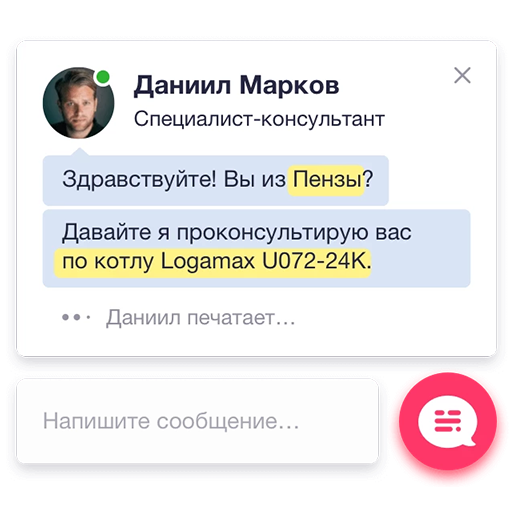 Даниил Марков
Специалист-консультант
Здравствуйте! Вы из Пензы?
Давайте я проконсультирую вас
по котлу Logamax U072-24K.
Даниил печатает...
Напишите сообщение...